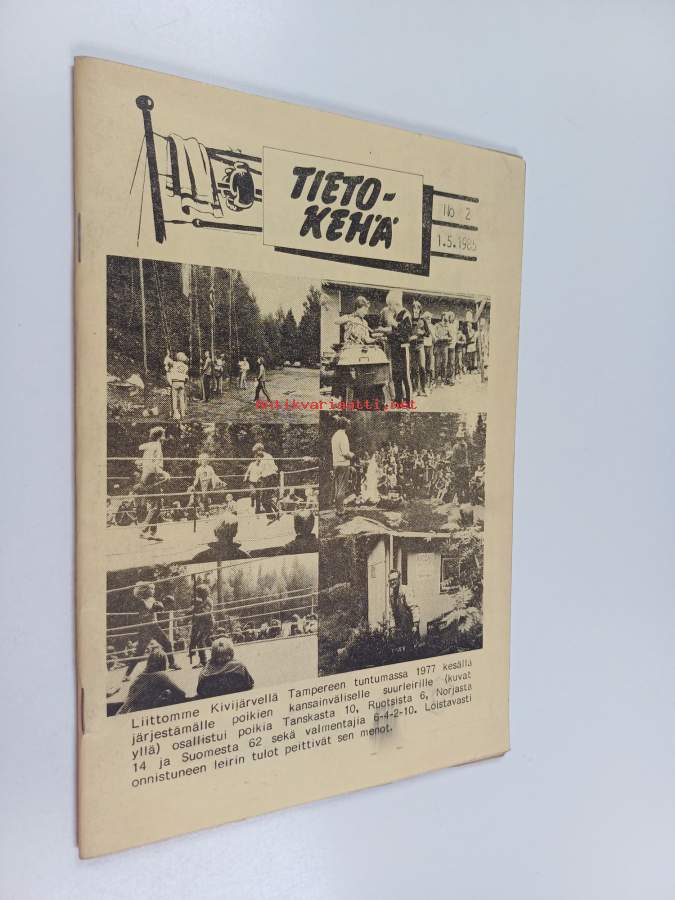 TIETO-
KEHÄ
No 2
1.5.1985
antikvariaatti.net
Liittomme Kivijärvellä Tampereen tuntumassa 1977 kesällä
järjestämälle poikien kansainväliselle suurleirille (kuvat
yllä) osallistui poikia Tanskasta 10, Ruotsista 6, Norjasta
14 ja Suomesta 62 sekä valmentajia 6-4-2-10. Loistavasti
onnistuneen leirin tulot peittivät sen menot.